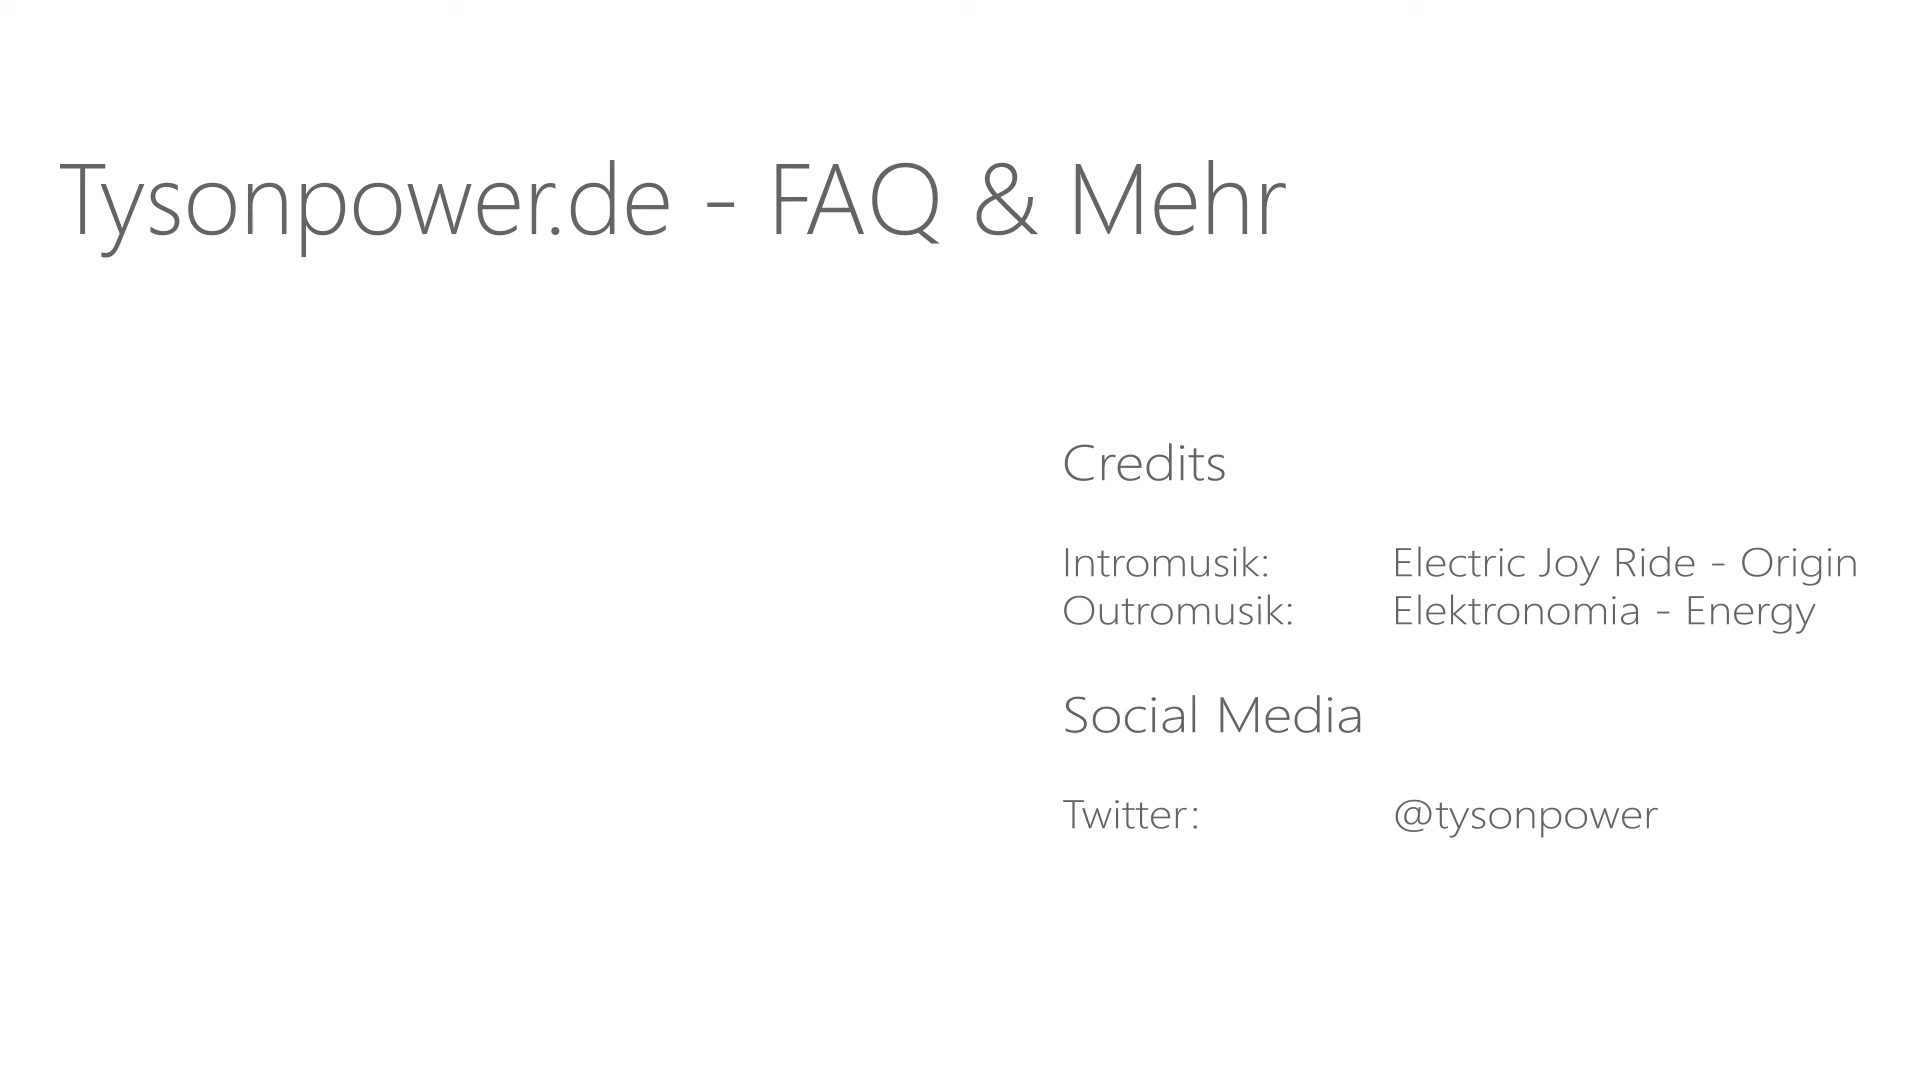 Tysonpower.de - FAQ & Mehr
Credits
Intromusik: Electric Joy Ride - Origin
Outromusik: Elektronomia - Energy
Social Media
Twitter: @tysonpower